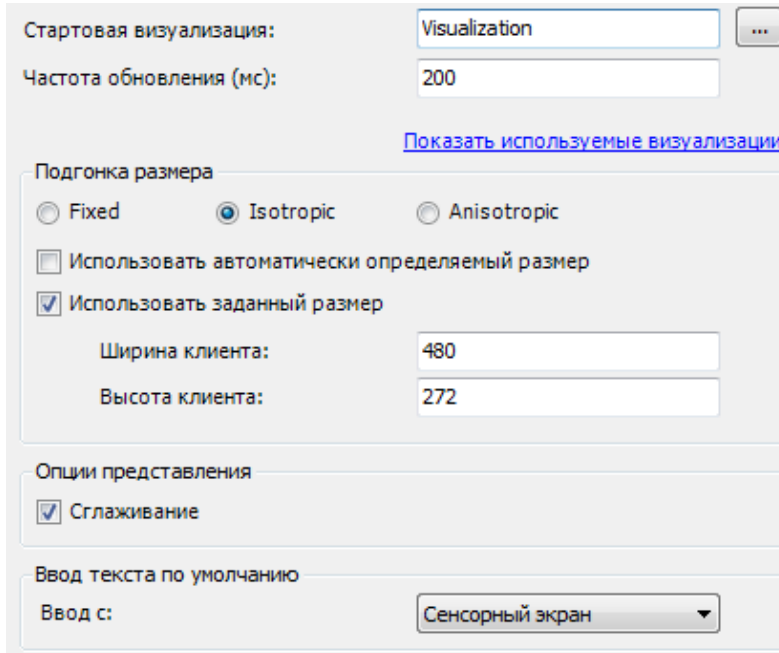 Стартовая визуализация: Visualization ...
Частота обновления (мс): 200
Показать используемые визуализации
Подгонка размера
Fixed Isotropic Anisotropic
Использовать автоматически определяемый размер
Использовать заданный размер
Ширина клиента: 480
Высота клиента: 272
Опции представления
Сглаживание
Ввод текста по умолчанию
Ввод с: Сенсорный экран